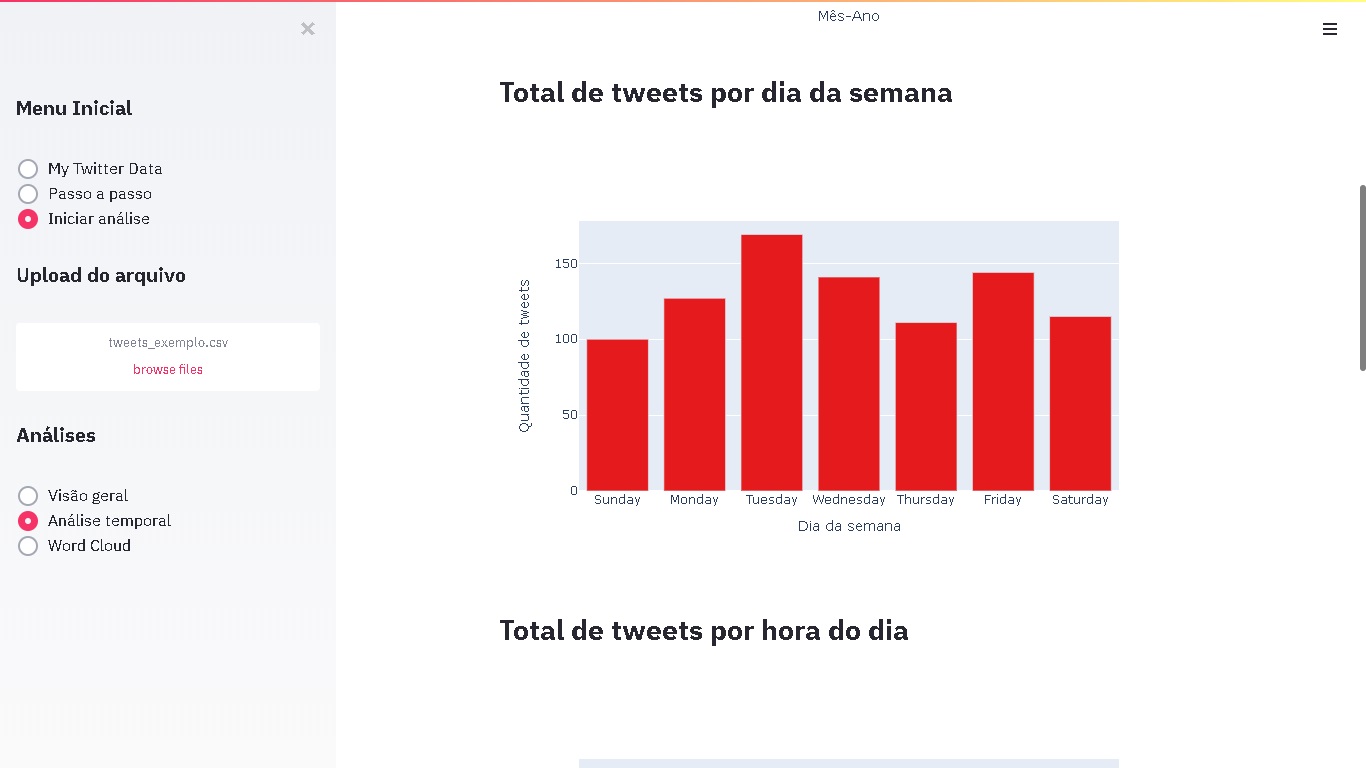 Menu Inicial
My Twitter Data
Passo a passo
Iniciar análise
Upload do arquivo
tweets_exemplo.csv
browse files
Análises
Visão geral
Análise temporal
Word Cloud
Mês-Ano
Total de tweets por dia da semana
Quantidade de tweets
150
100
50
0
Sunday Monday Tuesday Wednesday Thursday Friday Saturday
Dia da semana
Total de tweets por hora do dia